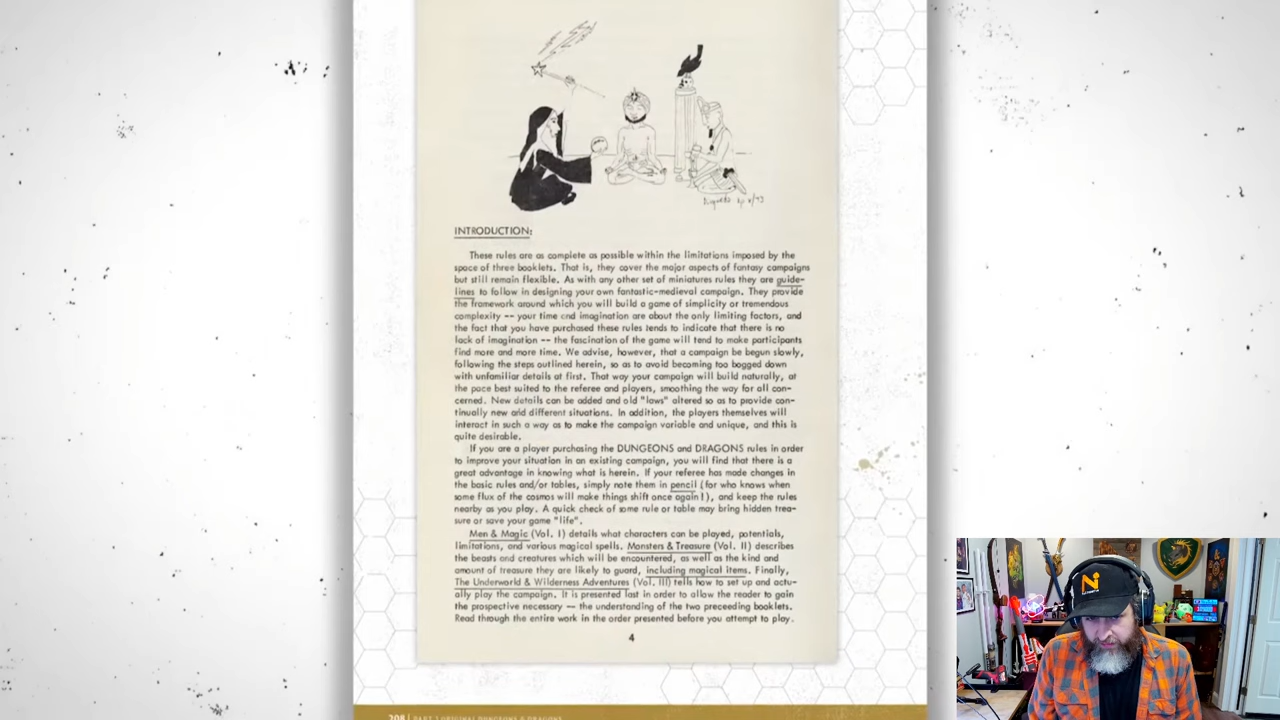 INTRODUCTION:
These rules are as complete as possible within the limitations imposed by the
space of three booklets. That is, they cover the major aspects of fantasy campaigns
but still remain flexible. As with any other set of miniatures rules they are guide-
lines to follow in designing your own fantastic-medieval campaign. They provide
the framework around which you will build a game of simplicity or tremendous
complexity -- your time and imagination are about the only limiting factors, and
the fact that you have purchased these rules tends to indicate that there is no
lack of imagination -- the fascination of the game will tend to make participants
find more and more time. We advise, however, that a campaign be begun slowly,
following the steps outlined herein, so as to avoid becoming too bogged down
with unfamiliar details at first. That way your campaign will build naturally, at
the pace best suited to the referee and players, smoothing the way for all con-
cerned. New details can be added and old "laws" altered so as to provide con-
tinually new and different situations. In addition, the players themselves will
interact in such a way as to make the campaign variable and unique, and this is
quite desirable.
If you are a player purchasing the DUNGEONS and DRAGONS rules in order
to improve your situation in an existing campaign, you will find that there is a
great advantage in knowing what is herein. If your referee has made changes in
the basic rules and/or tables, simply note them in pencil (for who knows when
some flux of the cosmos will make things shift once again!), and keep the rules
nearby as you play. A quick check of some rule or table may bring hidden trea-
sure or save your game "life".
Men & Magic (Vol. I) details what characters can be played, potentials,
limitations, and various magical spells. Monsters & Treasure (Vol. II) describes
the beasts and creatures which will be encountered, as well as the kind and
amount of treasure they are likely to guard, including magical items. Finally,
The Underworld & Wilderness Adventures (Vol. III) tells how to set up and actu-
ally play the campaign. It is presented last in order to allow the reader to gain
the prospective necessary -- the understanding of the two preceeding booklets.
Read through the entire work in the order presented before you attempt to play.
4
208 | PART 2 ORIGINAL DUNGEONS & DRAGONS